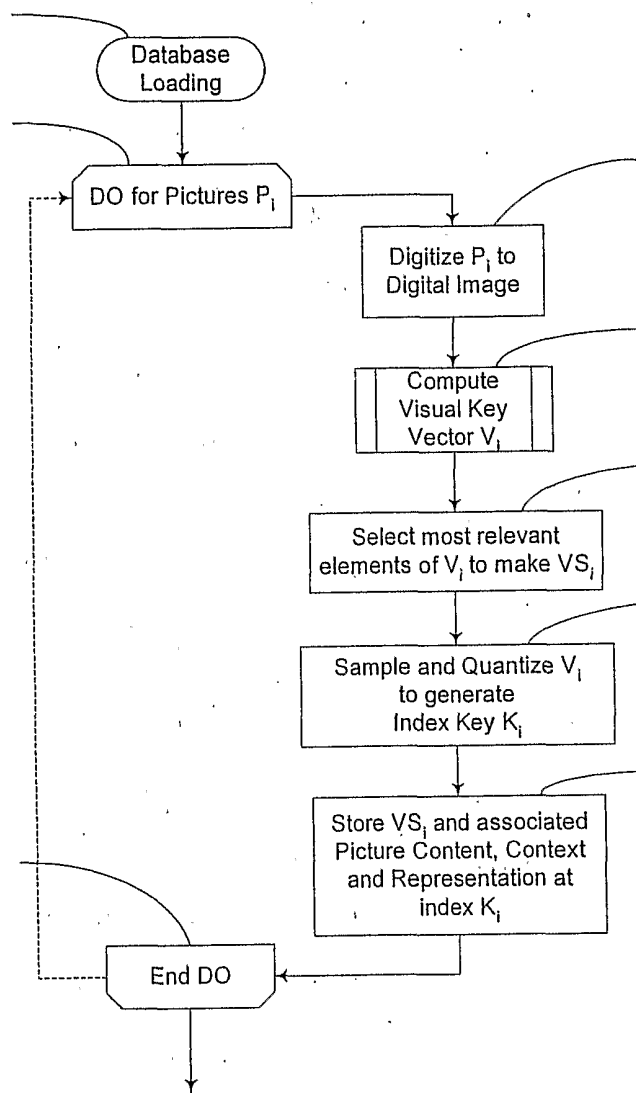 Database
Loading
DO for Pictures P_i
Digitize P_i to
Digital Image
Compute
Visual Key
Vector V_i
Select most relevant
elements of V_i to make VS_i
Sample and Quantize V_i
to generate
Index Key K_i
Store VS_i and associated
Picture Content, Context
and Representation at
index K_i
End DO